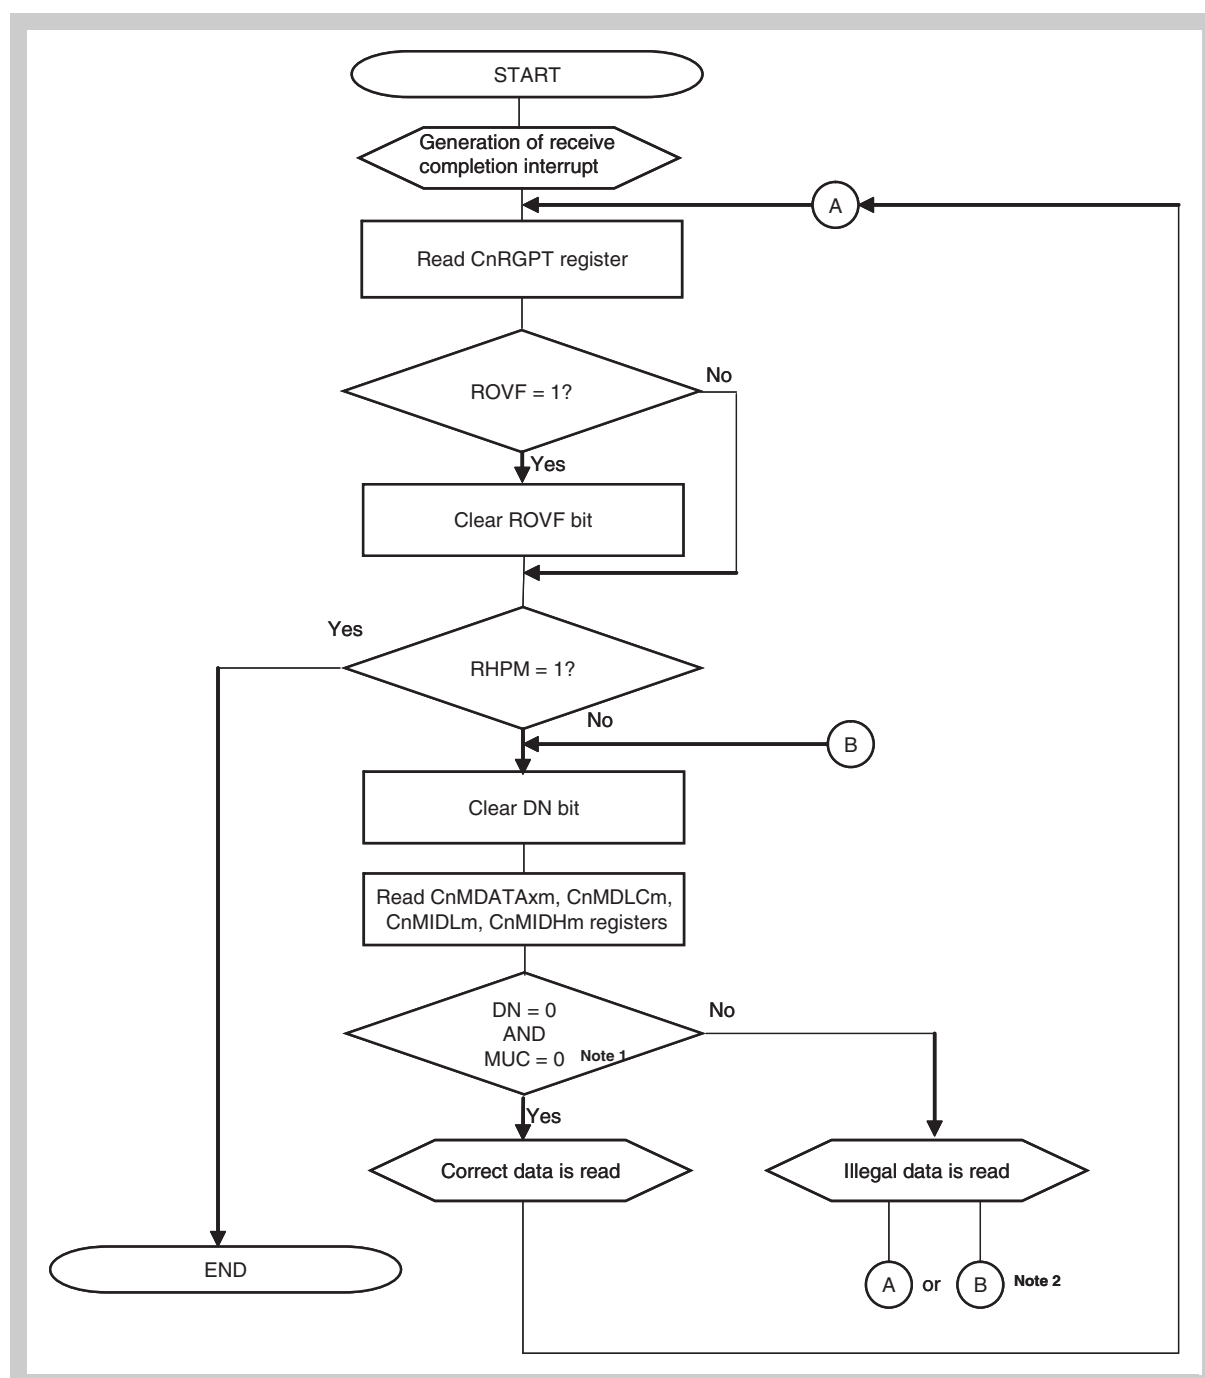 START
Generation of receive
completion interrupt
A
Read CnRGPT register
ROVF = 1?
No
Yes
Clear ROVF bit
Yes
RHPM = 1?
No
B
Clear DN bit
Read CnMDATAxm, CnMDLCm,
CnMIDLm, CnMIDHm registers
DN = 0
AND
MUC = 0 Note 1
No
Yes
Correct data is read
Illegal data is read
END
A or B Note 2